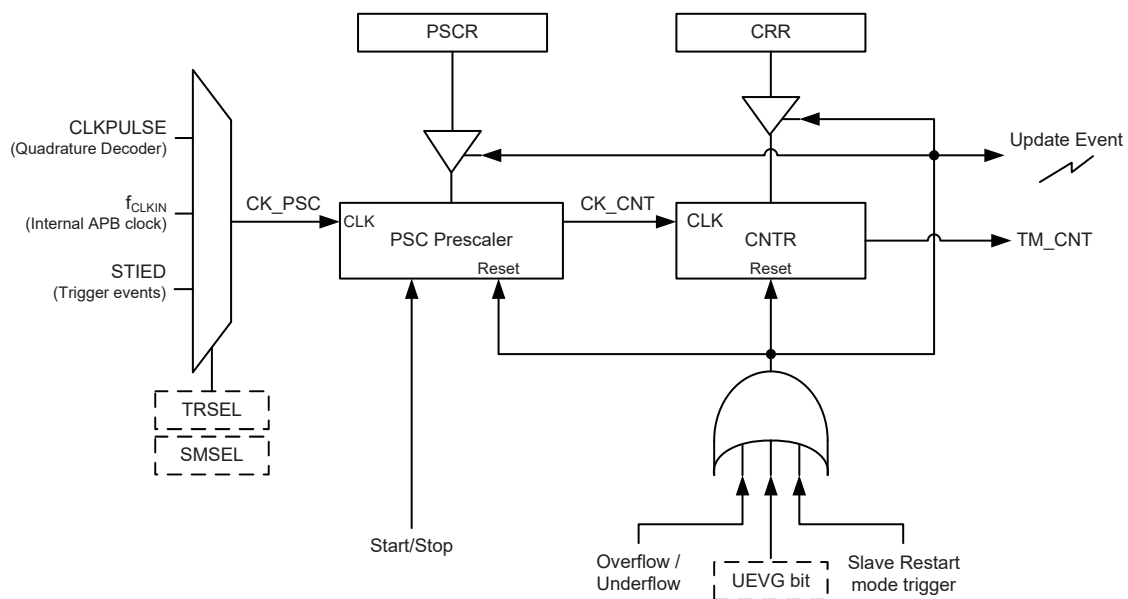 PSCR
CRR
CLKPULSE
(Quadrature Decoder)
Update Event
fCLKIN
(Internal APB clock)
CK_PSC
CLK
PSC Prescaler
Reset
CK_CNT
CLK
CNTR
Reset
TM_CNT
STIED
(Trigger events)
TRSEL
SMSEL
Start/Stop
Overflow /
Underflow
UEVG bit
Slave Restart
mode trigger